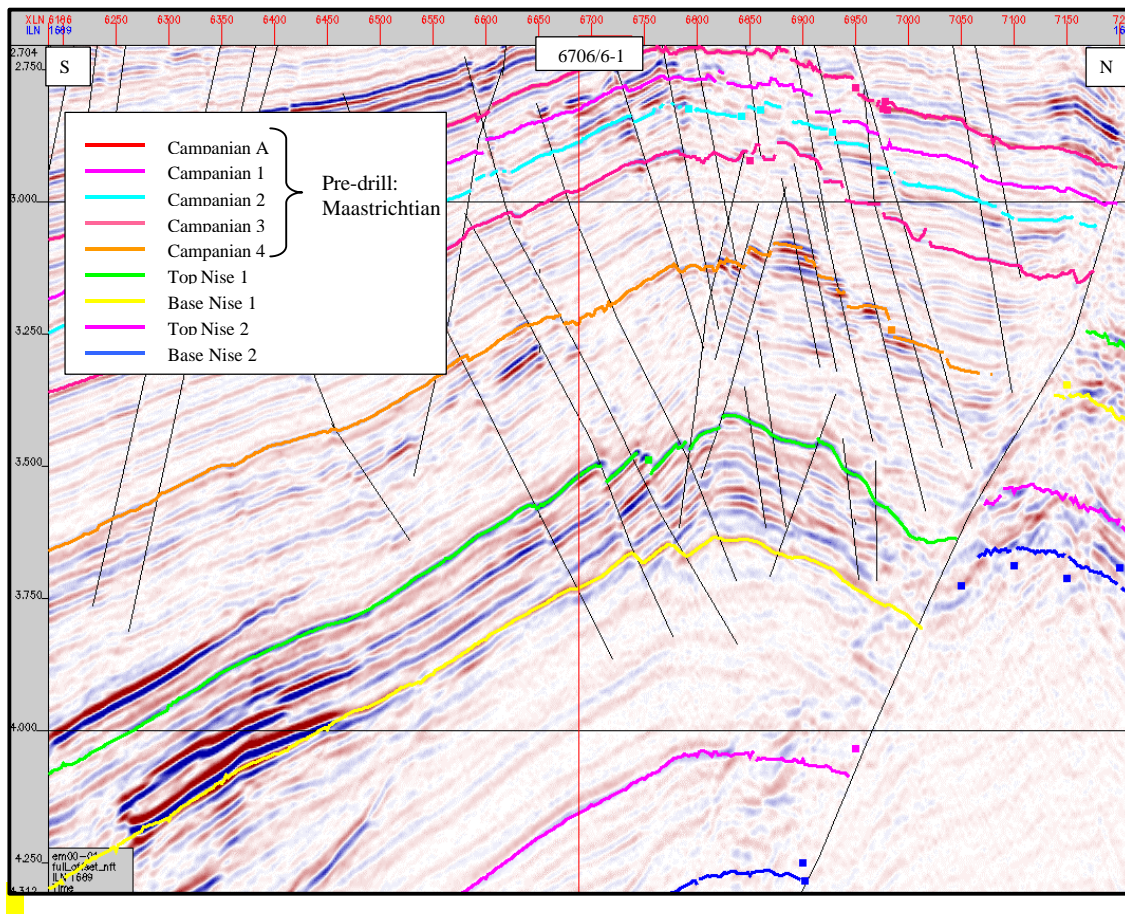 XLN 6186 6250 6300 6350 6400 6450 6500 6550 6600 6650 6700 6750 6800 6850 6900 6950 7000 7050 7100 7150
ILN 1689
S
6706/6-1
N
2.704
2.750
3.000
3.250
3.500
3.750
4.000
4.250
4.312
Campanian A
Campanian 1
Campanian 2
Campanian 3
Campanian 4
Top Nise 1
Base Nise 1
Top Nise 2
Base Nise 2
Pre-drill:
Maastrichtian
ILN 1689
Time